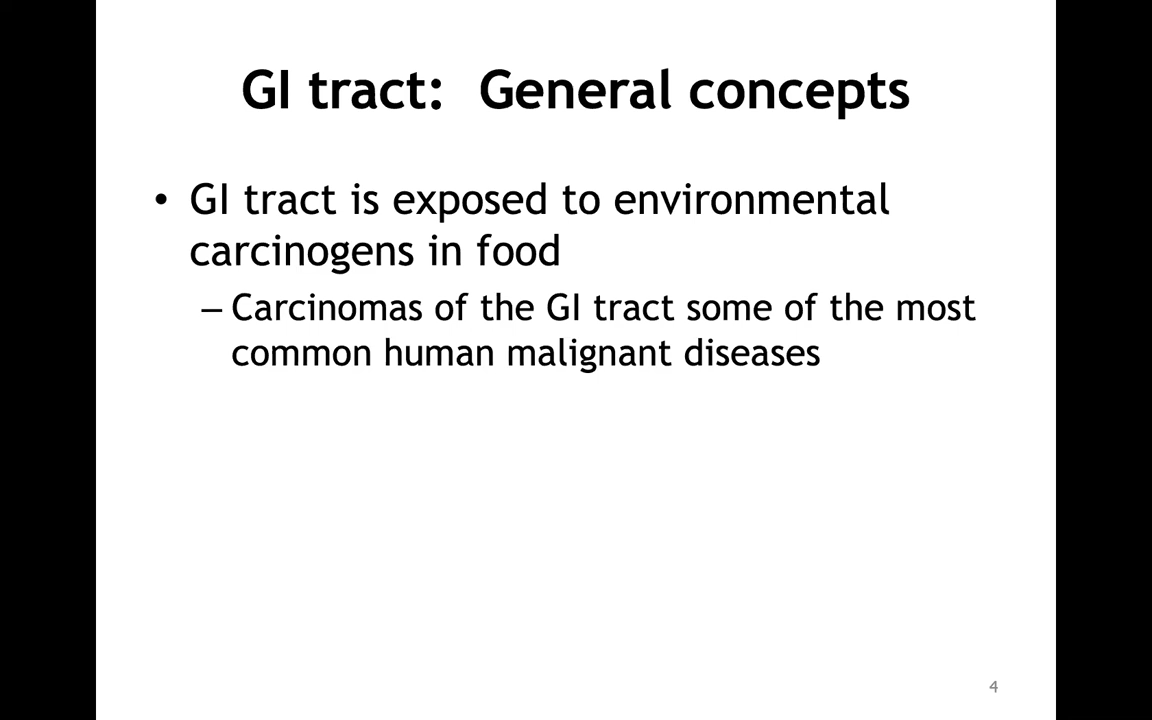 GI tract: General concepts
• GI tract is exposed to environmental
carcinogens in food
– Carcinomas of the GI tract some of the most
common human malignant diseases
4